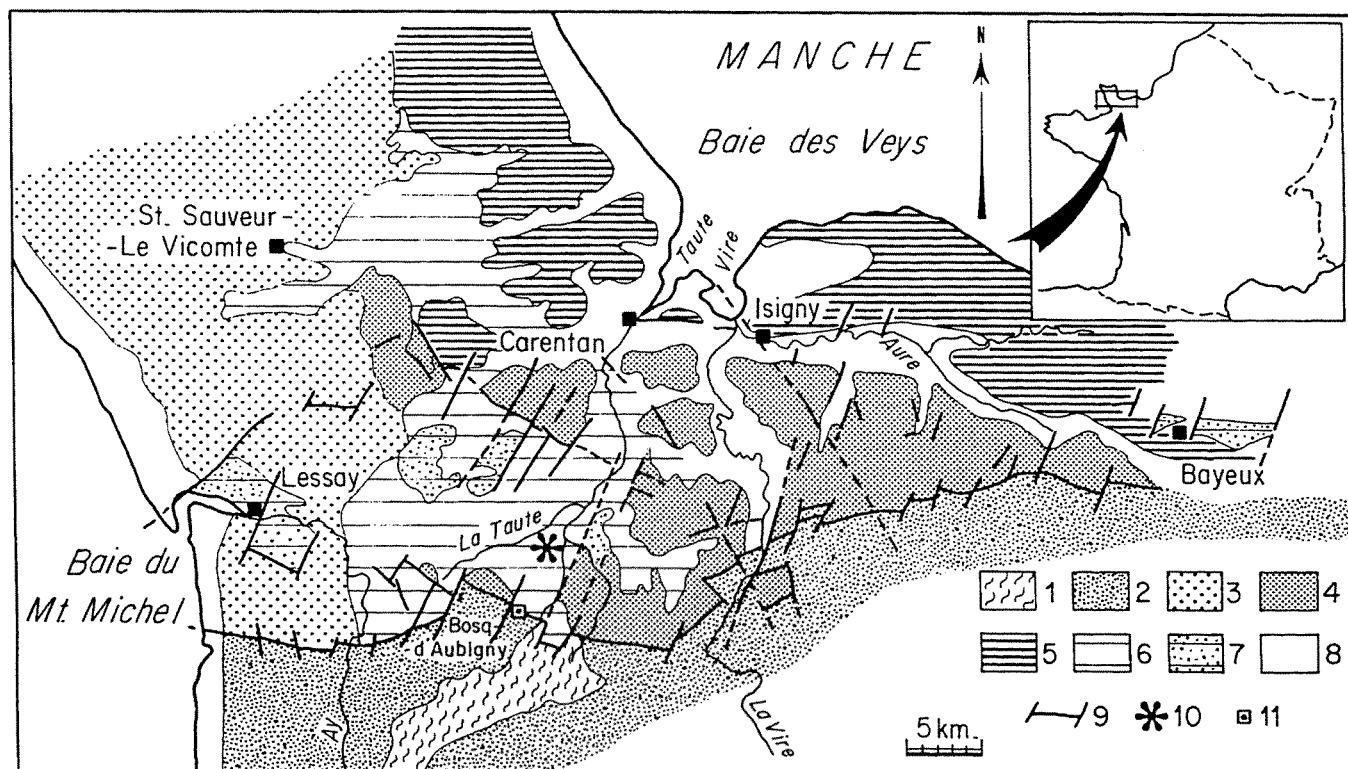 MANCHE
N
Baie des Veys
St. Sauveur-
-Le Vicomte
Taute
Vire
Isigny
Carentan
Aure
Bayeux
Lessay
La Taute
Baie du
Mt. Michel
Bosq-
d'Aubigny
Ay
La Vire
1 2 3 4
5 6 7 8
9 10 11
5 km.